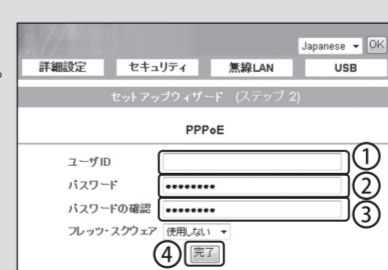 Japanese OK
詳細設定 セキュリティ 無線LAN USB
セットアップウィザード (ステップ 2)
PPPoE
ユーザID ①
パスワード •••••••• ②
パスワードの確認 •••••••• ③
フレッツ・スクウェア 使用しない
④ 完了